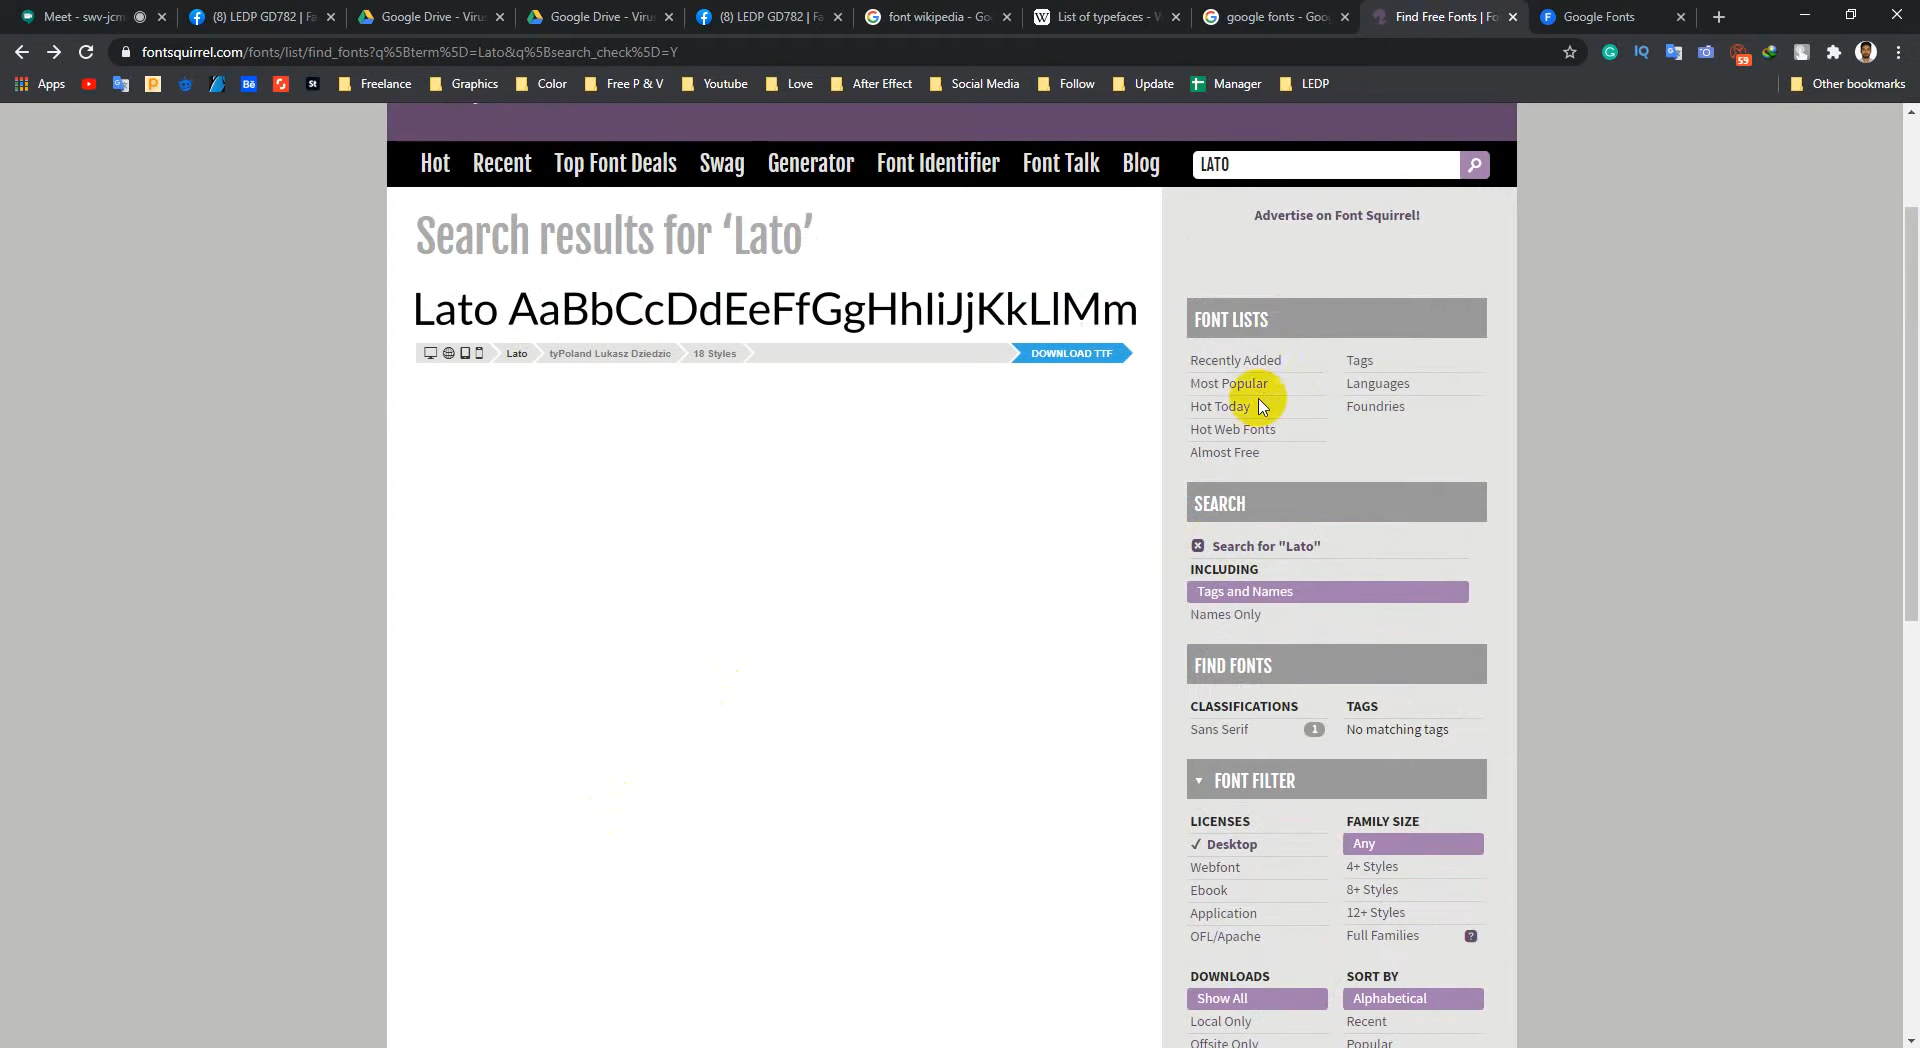 Meet - swv-jcm
(8) LEDP GD782 | Fa
Google Drive - Virus
Google Drive - Virus
(8) LEDP GD782 | Fa
font wikipedia - Go
List of typefaces - W
google fonts - Goog
Find Free Fonts | Fo
Google Fonts
fontsquirrel.com/fonts/list/find_fonts?q%5Bterm%5D=Lato&q%5Bsearch_check%5D=Y
59
Apps
Freelance
Graphics
Color
Free P & V
Youtube
Love
After Effect
Social Media
Follow
Update
Manager
LEDP
Other bookmarks
Hot Recent Top Font Deals Swag Generator Font Identifier Font Talk Blog
LATO
Search results for ‘Lato’
Lato AaBbCcDdEeFfGgHhIiJjKkLlMm
Lato
tyPoland Lukasz Dziedzic
18 Styles
DOWNLOAD TTF
Advertise on Font Squirrel!
FONT LISTS
Recently Added
Tags
Most Popular
Languages
Hot Today
Foundries
Hot Web Fonts
Almost Free
SEARCH
Search for "Lato"
INCLUDING
Tags and Names
Names Only
FIND FONTS
CLASSIFICATIONS
TAGS
Sans Serif 1
No matching tags
FONT FILTER
LICENSES
FAMILY SIZE
✓ Desktop
Any
Webfont
4+ Styles
Ebook
8+ Styles
Application
12+ Styles
OFL/Apache
Full Families ?
DOWNLOADS
SORT BY
Show All
Alphabetical
Local Only
Recent
Offsite Only
Popular